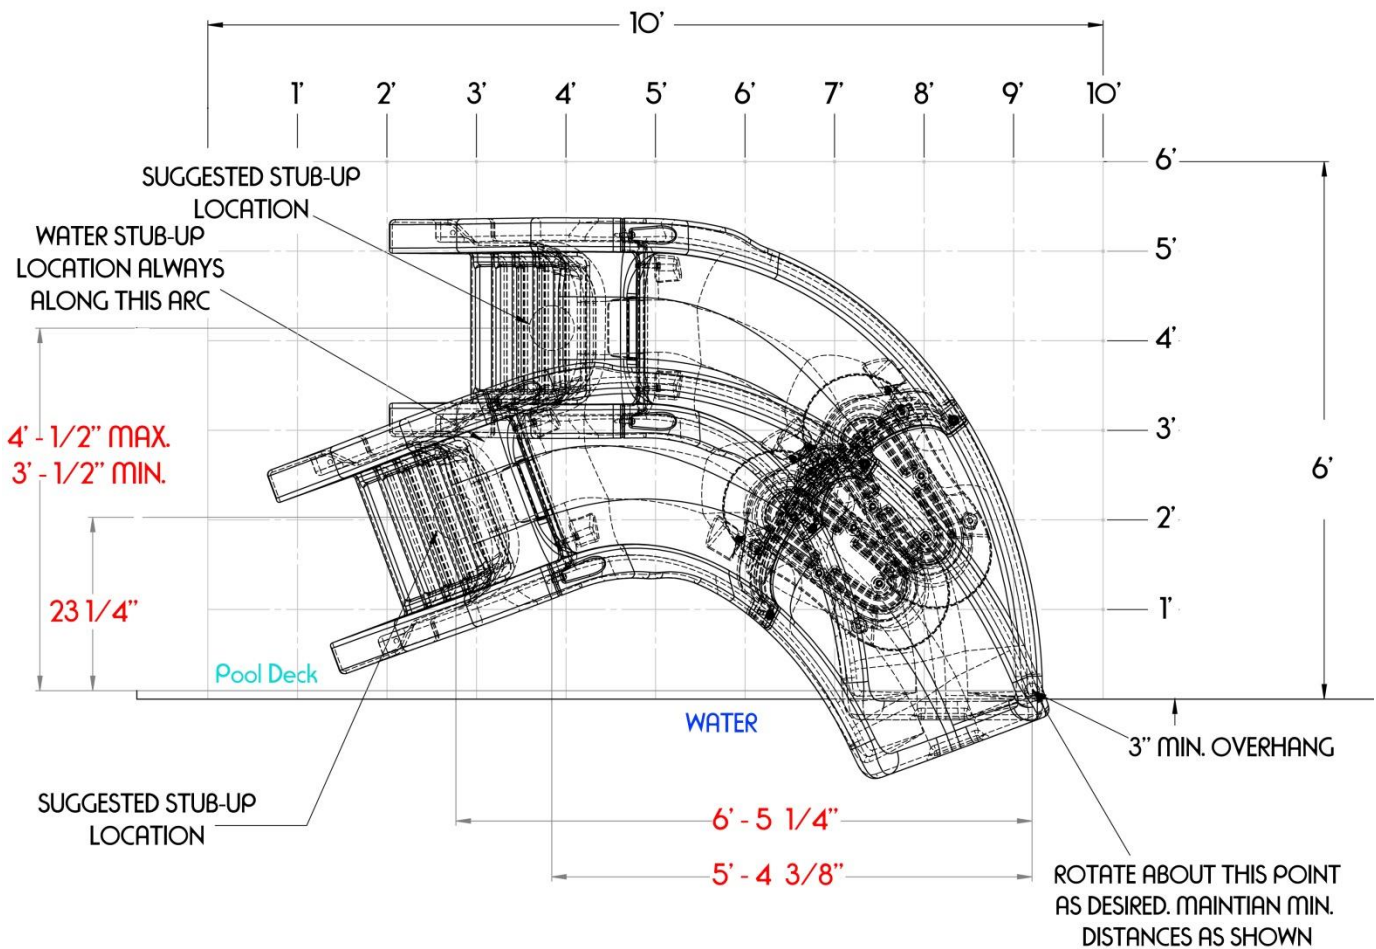 10'
1' 2' 3' 4' 5' 6' 7' 8' 9' 10'
6'
5'
4'
3'
2'
1'
6'
SUGGESTED STUB-UP
LOCATION
WATER STUB-UP
LOCATION ALWAYS
ALONG THIS ARC
4' - 1/2" MAX.
3' - 1/2" MIN.
23 1/4"
Pool Deck
WATER
3" MIN. OVERHANG
SUGGESTED STUB-UP
LOCATION
6' - 5 1/4"
5' - 4 3/8"
ROTATE ABOUT THIS POINT
AS DESIRED. MAINTIAN MIN.
DISTANCES AS SHOWN